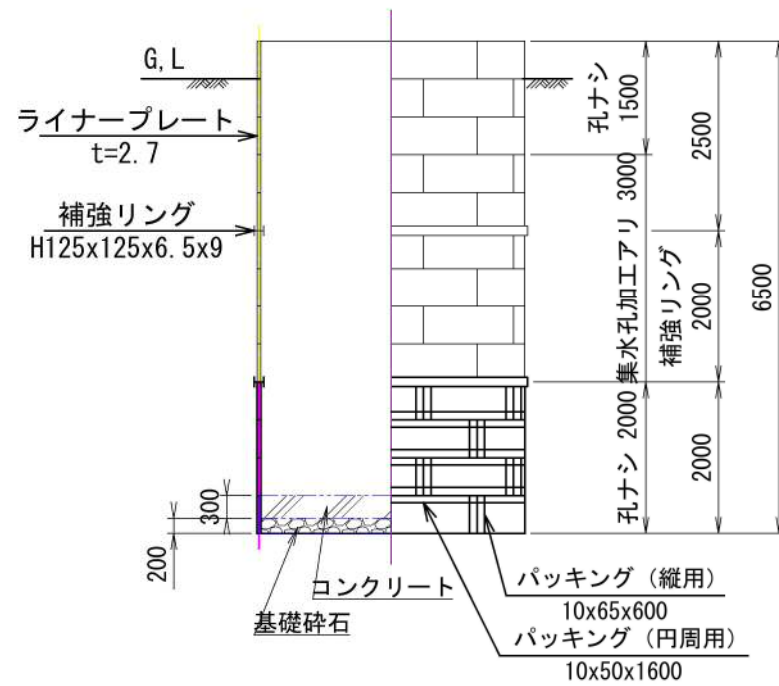 G,L
ライナープレート
t=2.7
補強リング
H125x125x6.5x9
300
200
コンクリート
基礎砕石
孔ナシ 1500
集水孔加工アリ 3000
孔ナシ 2000
2500
補強リング
2000
2000
6500
パッキング（縦用）
10x65x600
パッキング（円周用）
10x50x1600